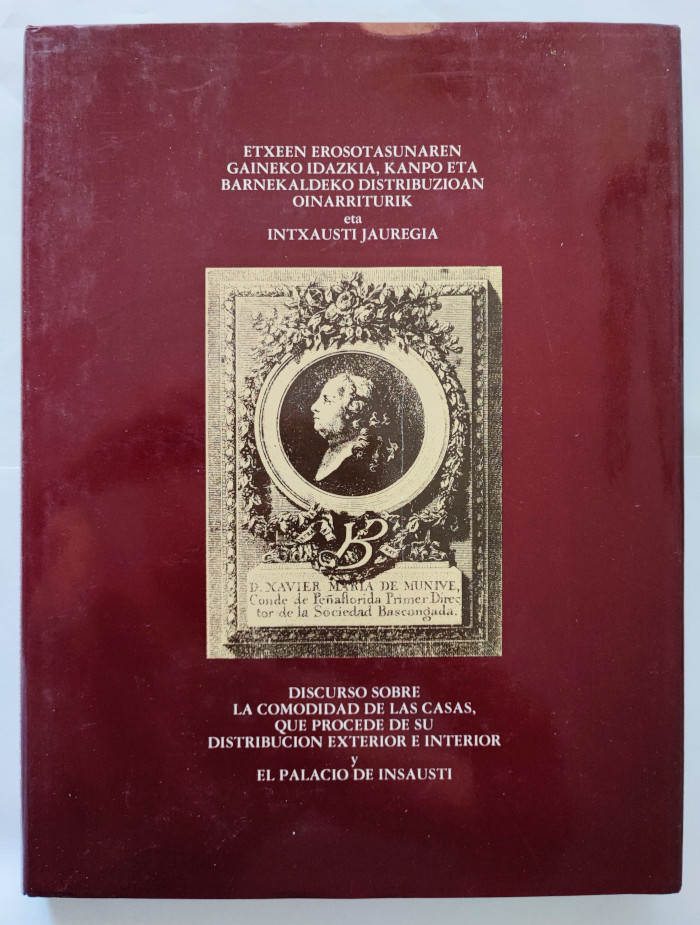 ETXEEN EROSOTASUNAREN
GAINEKO IDAZKIA, KANPO ETA
BARNEKALDEKO DISTRIBUZIOAN
OINARRITURIK
eta
INTXAUSTI JAUREGIA
B
D. XAVIER MARIA DE MUNIVE,
Conde de Peñaflorida Primer Direc
tor de la Sociedad Bascongada.
DISCURSO SOBRE
LA COMODIDAD DE LAS CASAS,
QUE PROCEDE DE SU
DISTRIBUCION EXTERIOR E INTERIOR
y
EL PALACIO DE INSAUSTI